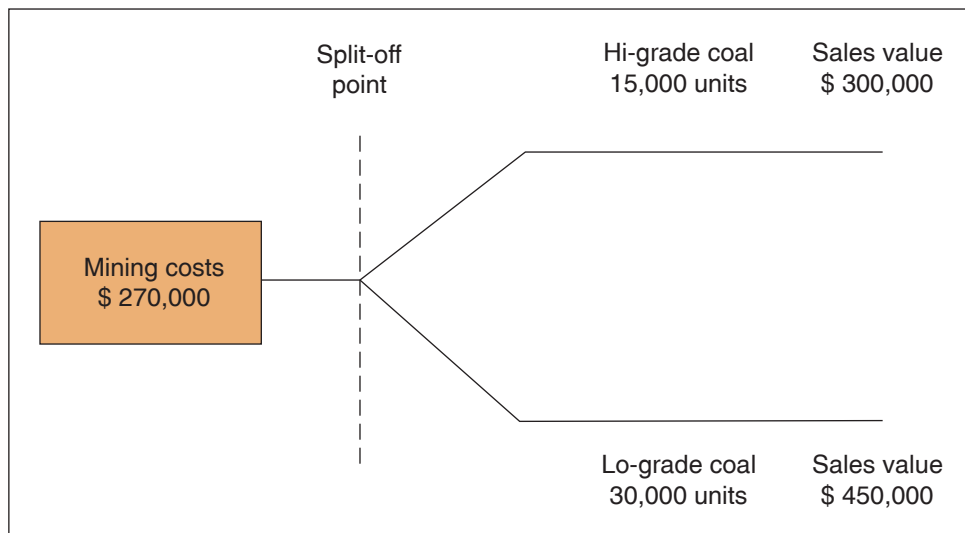 Split-off
point
Hi-grade coal
15,000 units
Sales value
$ 300,000
Mining costs
$ 270,000
Lo-grade coal
30,000 units
Sales value
$ 450,000